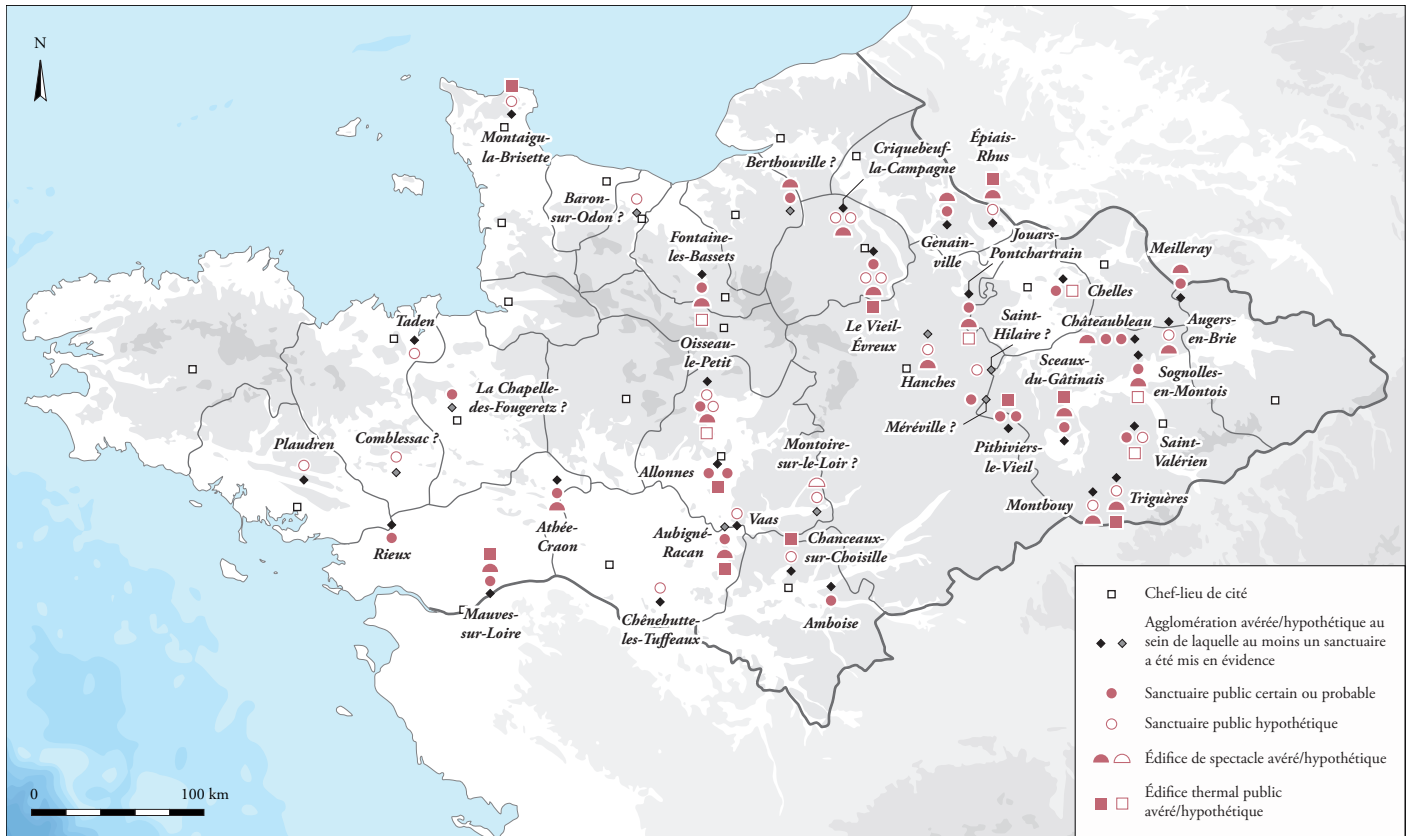 N
Montaigu-
la-Brisette
Baron-
sur-Odon ?
Berthouville ?
Criquebeuf-
la-Campagne
Épiais-
Rhus
Genain-
ville
Jouars-
Pontchartrain
Meilleray
Fontaine-
les-Bassets
Le Vieil-
Évreux
Chelles
Saint-
Hilaire ?
Châteaubleau
Augers-
en-Brie
Taden
Oisseau-
le-Petit
Hanches
Sceaux-
du-Gâtinais
Sognolles-
en-Montois
La Chapelle-
des-Fougeretz ?
Méréville ?
Pithiviers-
le-Vieil
Saint-
Valérien
Plaudren
Comblessac ?
Montoire-
sur-le-Loir ?
Allonnes
Montbouy
Triguères
Rieux
Athée-
Craon
Aubigné-
Racan
Vaas
Chanceaux-
sur-Choisille
Mauves-
sur-Loire
Chênehutte-
les-Tuffeaux
Amboise
0
100 km
Chef-lieu de cité
Agglomération avérée/hypothétique au
sein de laquelle au moins un sanctuaire
a été mis en évidence
Sanctuaire public certain ou probable
Sanctuaire public hypothétique
Édifice de spectacle avéré/hypothétique
Édifice thermal public
avéré/hypothétique